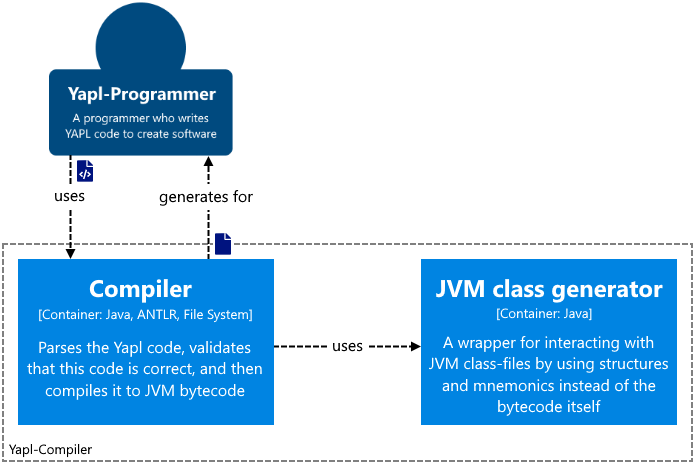 Yapl-Programmer
A programmer who writes
YAPL code to create software
</>
uses
generates for
Compiler
[Container: Java, ANTLR, File System]
Parses the Yapl code, validates
that this code is correct, and then
compiles it to JVM bytecode
uses
JVM class generator
[Container: Java]
A wrapper for interacting with
JVM class-files by using structures
and mnemonics instead of the
bytecode itself
Yapl-Compiler